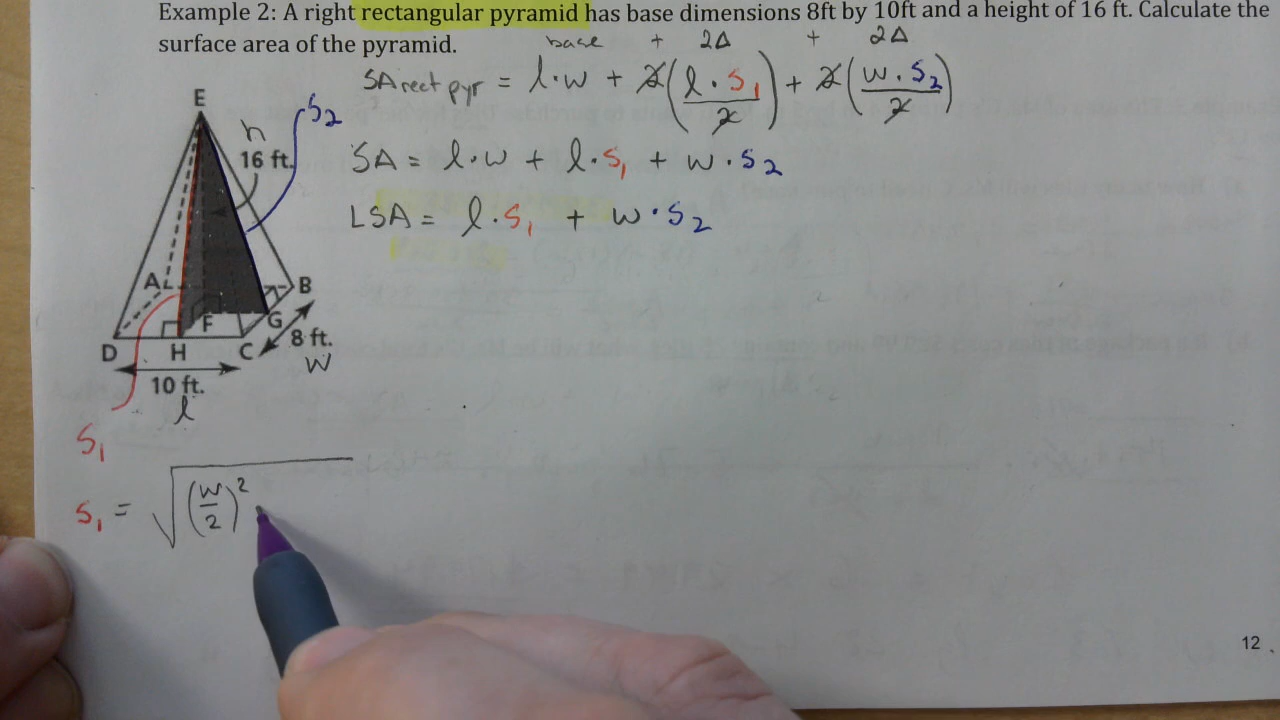 Example 2: A right rectangular pyramid has base dimensions 8ft by 10ft and a height of 16 ft. Calculate the
surface area of the pyramid.
base + 2Δ + 2Δ
SA rect pyr = l·w + 2(l·s₁/2) + 2(w·s₂/2)
SA = l·w + l·s₁ + w·s₂
LSA = l·s₁ + w·s₂
E
S₂
h
16 ft.
A
B
F
G
D
H
C
8 ft.
w
10 ft.
l
S₁
S₁ = √(w/2)²
12